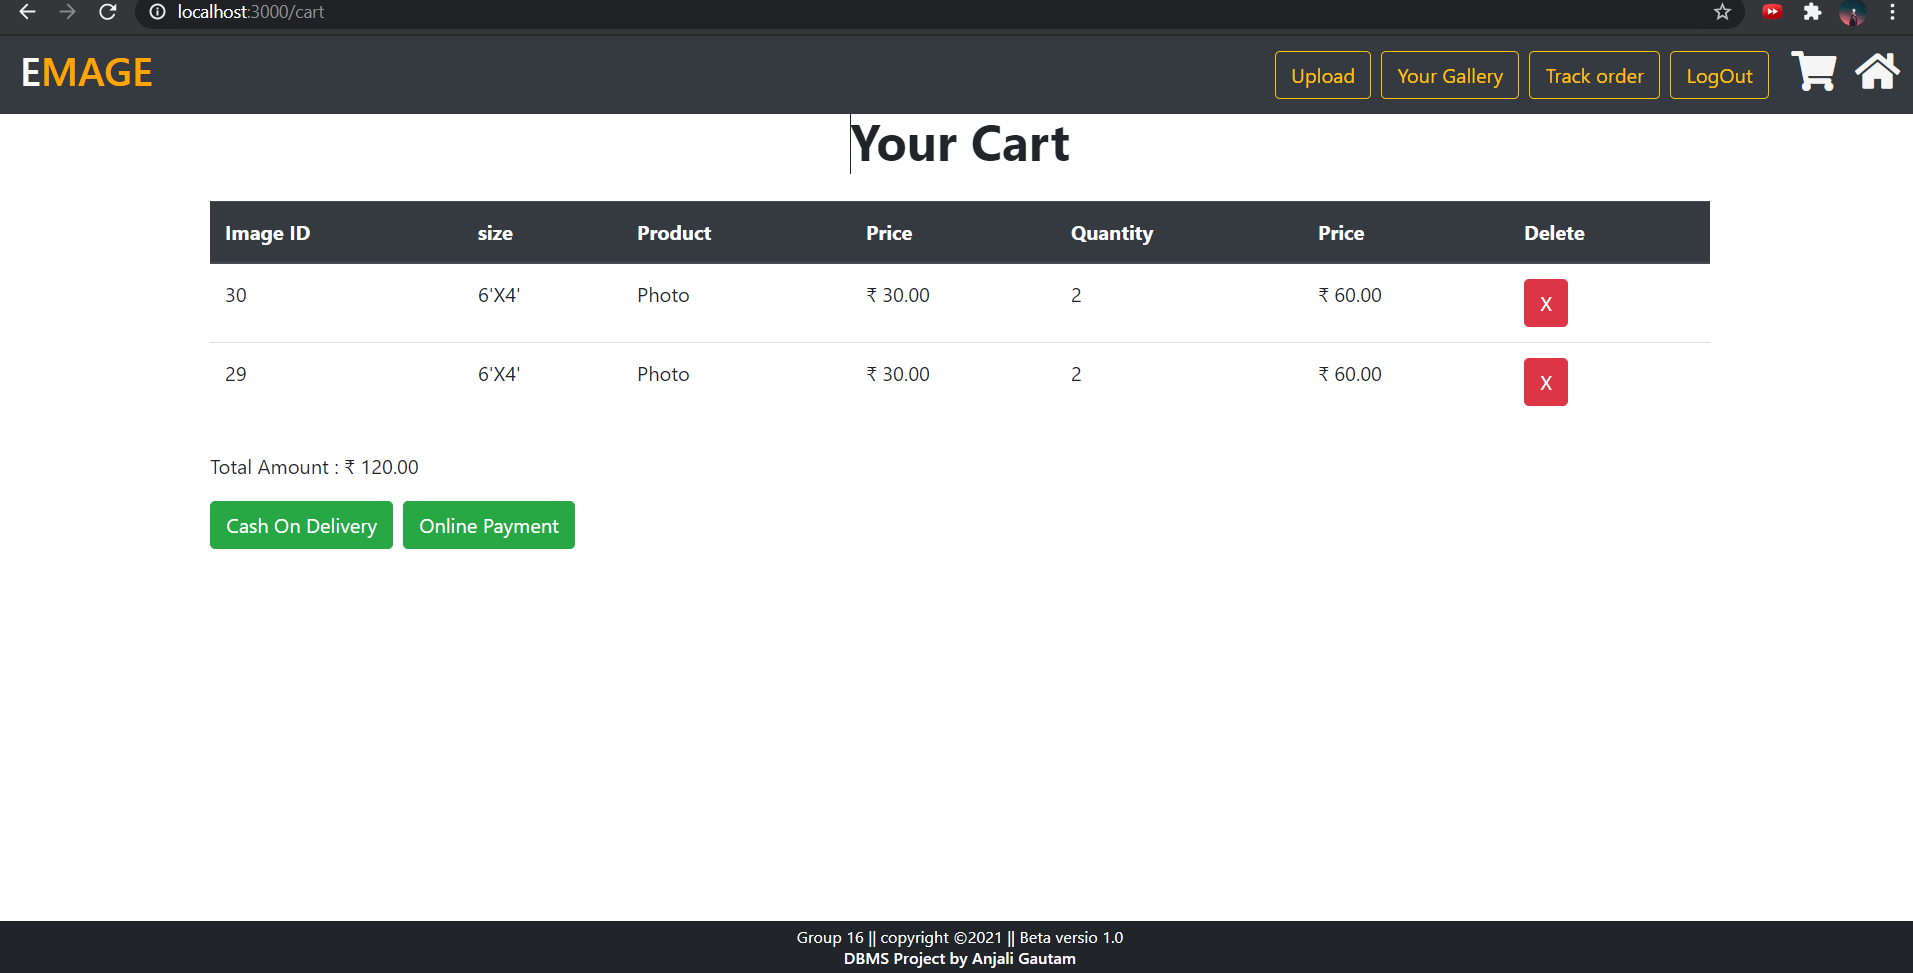 localhost:3000/cart
EMAGE
Upload Your Gallery Track order LogOut
Your Cart
Image ID size Product Price Quantity Price Delete
30 6'X4' Photo ₹ 30.00 2 ₹ 60.00 X
29 6'X4' Photo ₹ 30.00 2 ₹ 60.00 X
Total Amount : ₹ 120.00
Cash On Delivery Online Payment
Group 16 || copyright ©2021 || Beta versio 1.0
DBMS Project by Anjali Gautam